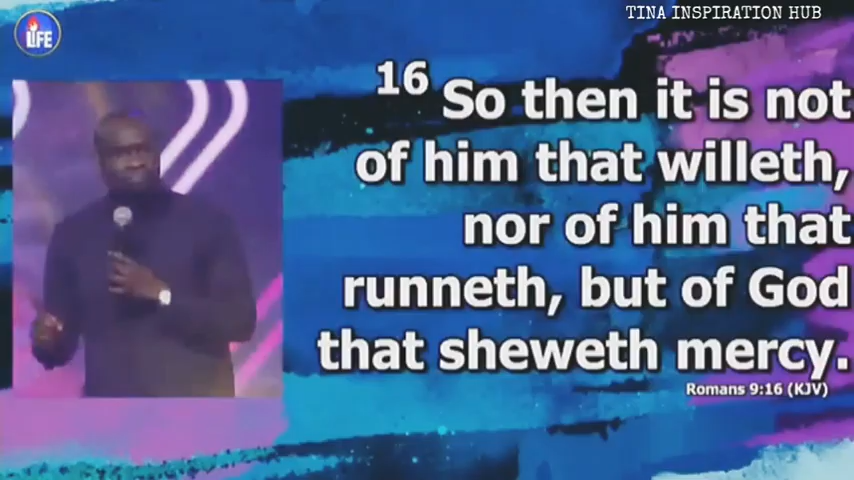 LIFE
TINA INSPIRATION HUB
16 So then it is not
of him that willeth,
nor of him that
runneth, but of God
that sheweth mercy.
Romans 9:16 (KJV)